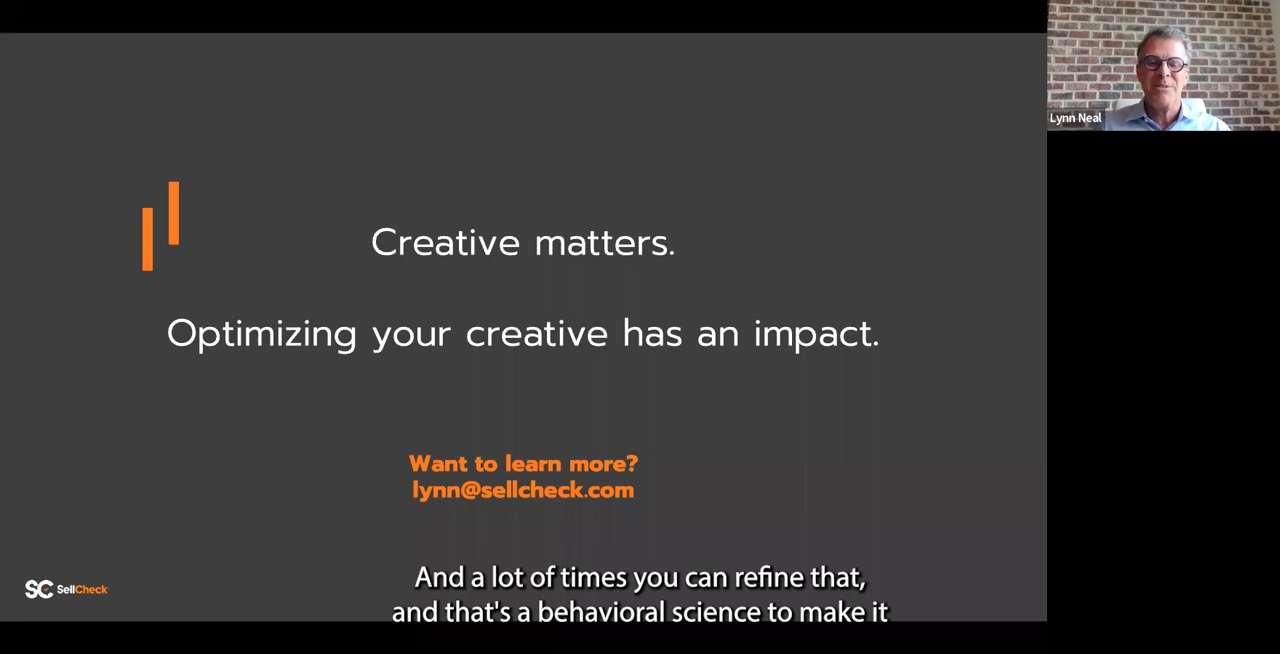 Lynn Neal
Creative matters.
Optimizing your creative has an impact.
Want to learn more?
lynn@sellcheck.com
SC SellCheck
And a lot of times you can refine that,
and that's a behavioral science to make it